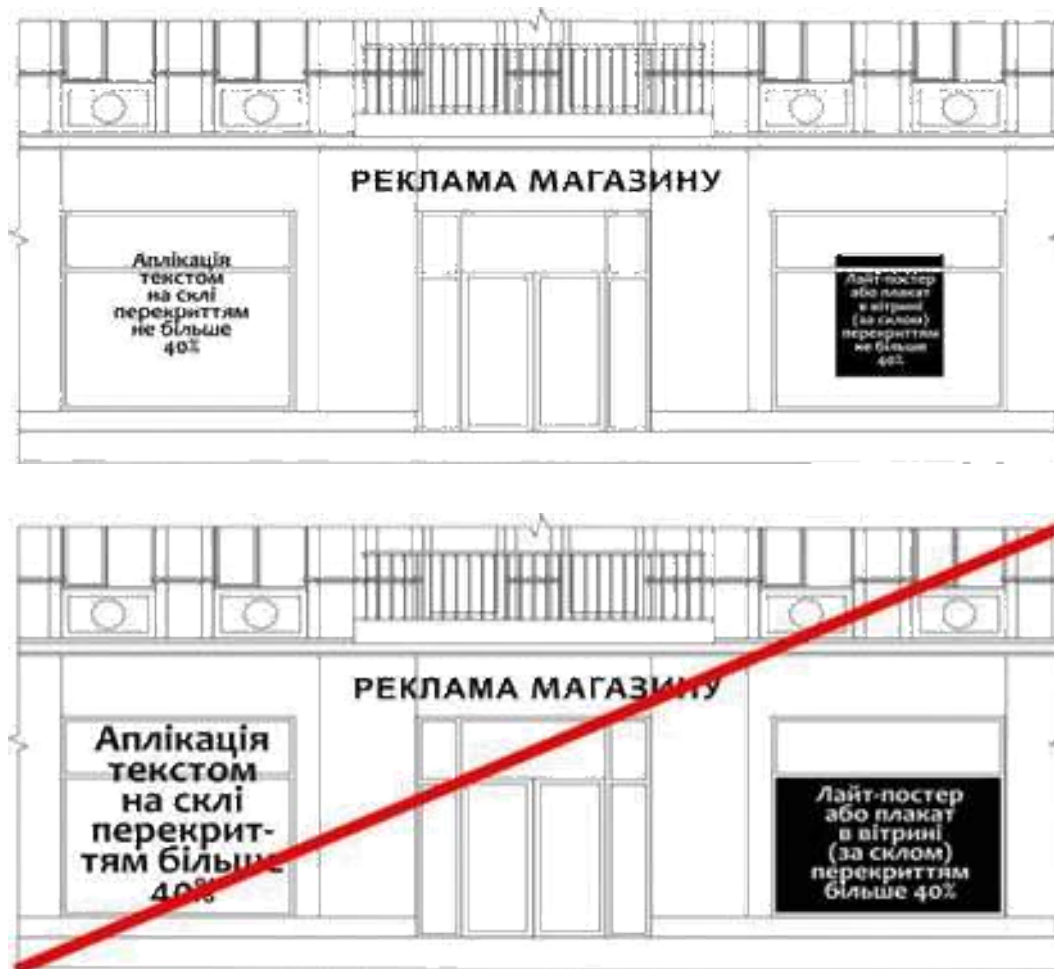 РЕКЛАМА МАГАЗИНУ
Аплікація
текстом
на склі
перекриттям
не більше
40%
Лайт-постер
або плакат
в вітрині
(за склом)
перекриттям
не більше
40%
РЕКЛАМА МАГАЗИНУ
Аплікація
текстом
на склі
перекрит-
тям більше
40%
Лайт-постер
або плакат
в вітрині
(за склом)
перекриттям
більше 40%